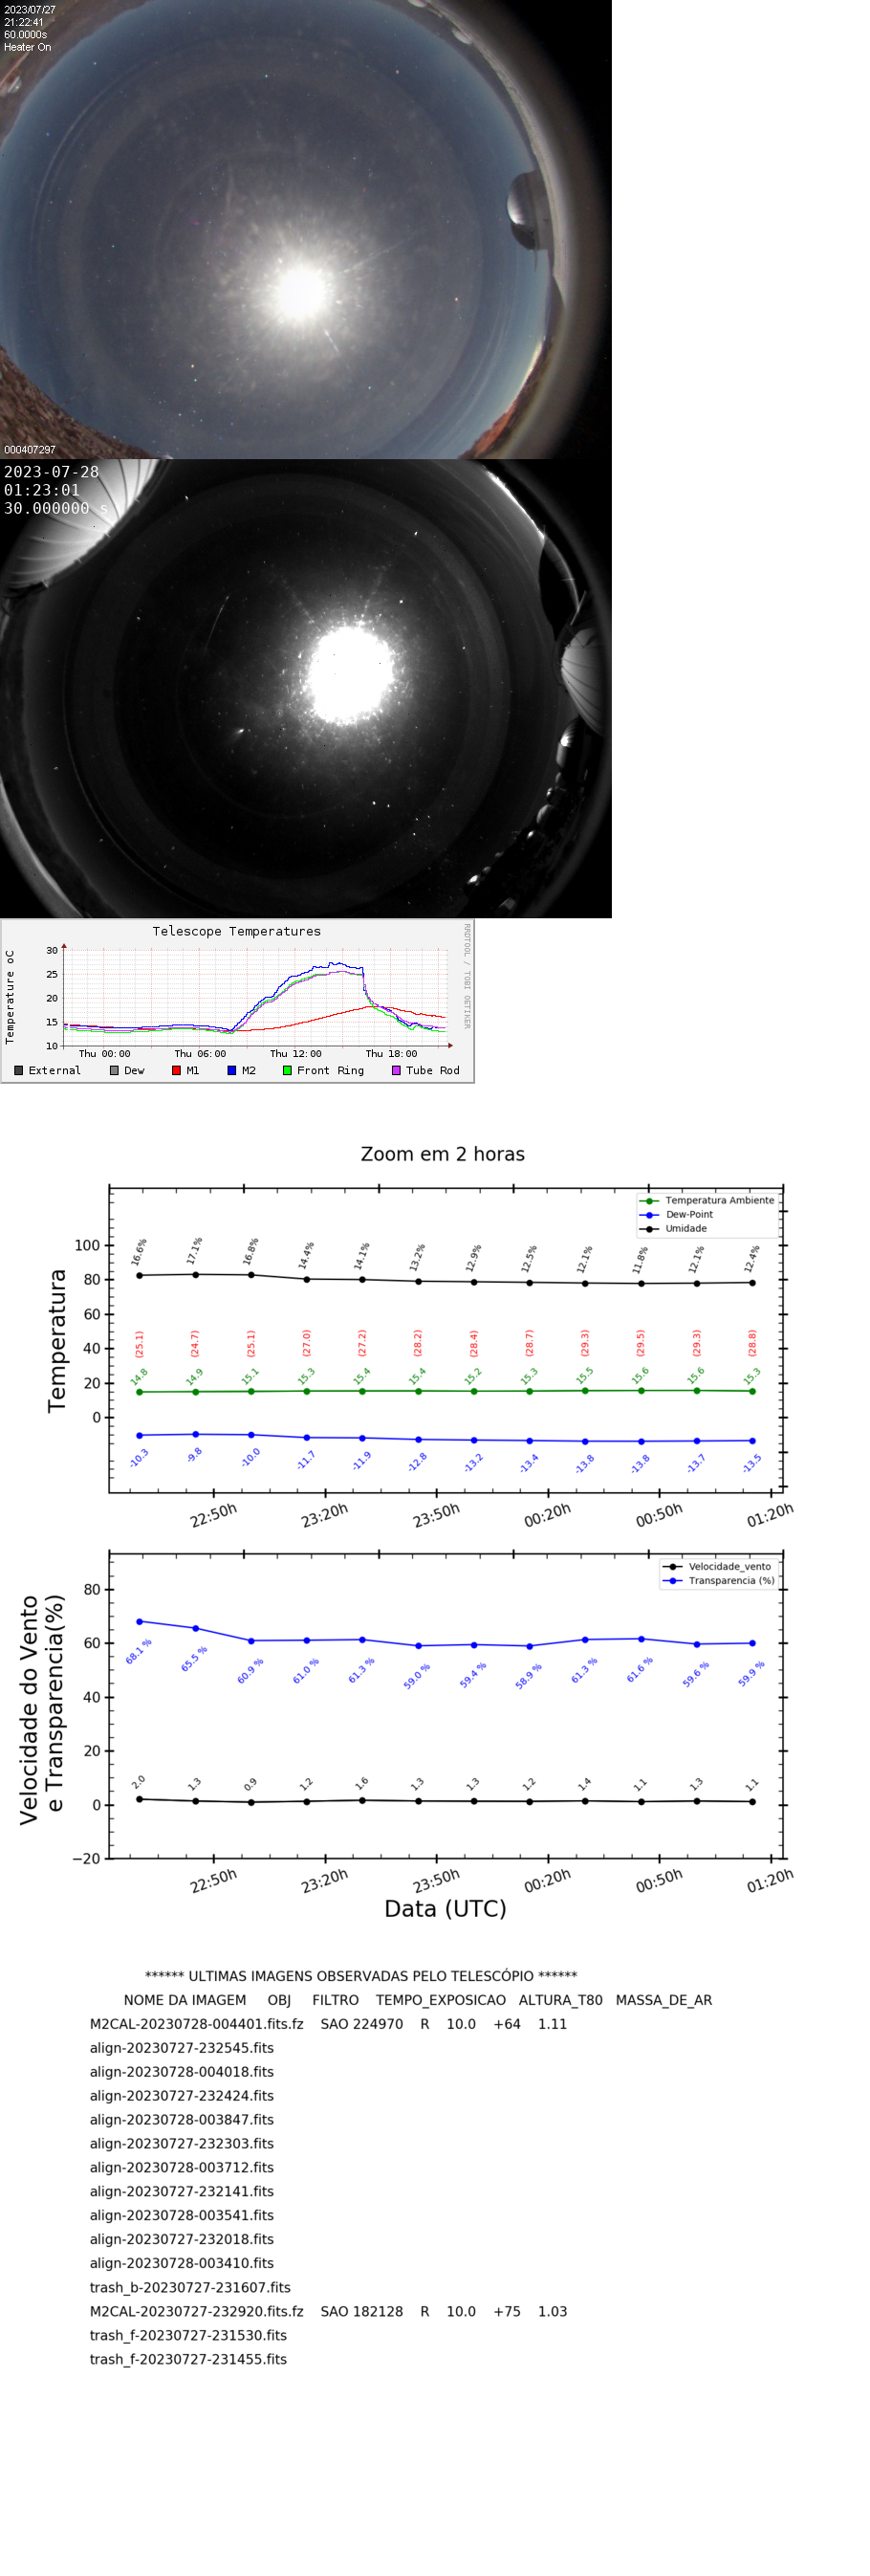 2023/07/27
21:22:41
60.0000s
Heater On
000407297
2023-07-28
01:23:01
30.000000 s
Telescope Temperatures
RRDTOOL / TOBI OETIKER
Temperature oC
30
25
20
15
10
Thu 00:00 Thu 06:00 Thu 12:00 Thu 18:00
External Dew M1 M2 Front Ring Tube Rod
Zoom em 2 horas
Temperatura Ambiente
Dew-Point
Umidade
Temperatura
100
80
60
40
20
0
16.6% 17.1% 16.8% 14.4% 14.1% 13.2% 12.9% 12.5% 12.1% 11.8% 12.1% 12.4%
(25.1) (24.7) (25.1) (27.0) (27.2) (28.2) (28.4) (28.7) (29.3) (29.5) (29.3) (28.8)
14.8 14.9 15.1 15.3 15.4 15.4 15.2 15.3 15.5 15.6 15.6 15.3
-10.3 -9.8 -10.0 -11.7 -11.9 -12.8 -13.2 -13.4 -13.8 -13.8 -13.7 -13.5
22:50h 23:20h 23:50h 00:20h 00:50h 01:20h
Velocidade_vento
Transparencia (%)
Velocidade do Vento
e Transparencia(%)
80
60
40
20
0
−20
68.1 % 65.5 % 60.9 % 61.0 % 61.3 % 59.0 % 59.4 % 58.9 % 61.3 % 61.6 % 59.6 % 59.9 %
2.0 1.3 0.9 1.2 1.6 1.3 1.3 1.2 1.4 1.1 1.3 1.1
22:50h 23:20h 23:50h 00:20h 00:50h 01:20h
Data (UTC)
****** ULTIMAS IMAGENS OBSERVADAS PELO TELESCÓPIO ******
NOME DA IMAGEM OBJ FILTRO TEMPO_EXPOSICAO ALTURA_T80 MASSA_DE_AR
M2CAL-20230728-004401.fits.fz SAO 224970 R 10.0 +64 1.11
align-20230727-232545.fits
align-20230728-004018.fits
align-20230727-232424.fits
align-20230728-003847.fits
align-20230727-232303.fits
align-20230728-003712.fits
align-20230727-232141.fits
align-20230728-003541.fits
align-20230727-232018.fits
align-20230728-003410.fits
trash_b-20230727-231607.fits
M2CAL-20230727-232920.fits.fz SAO 182128 R 10.0 +75 1.03
trash_f-20230727-231530.fits
trash_f-20230727-231455.fits